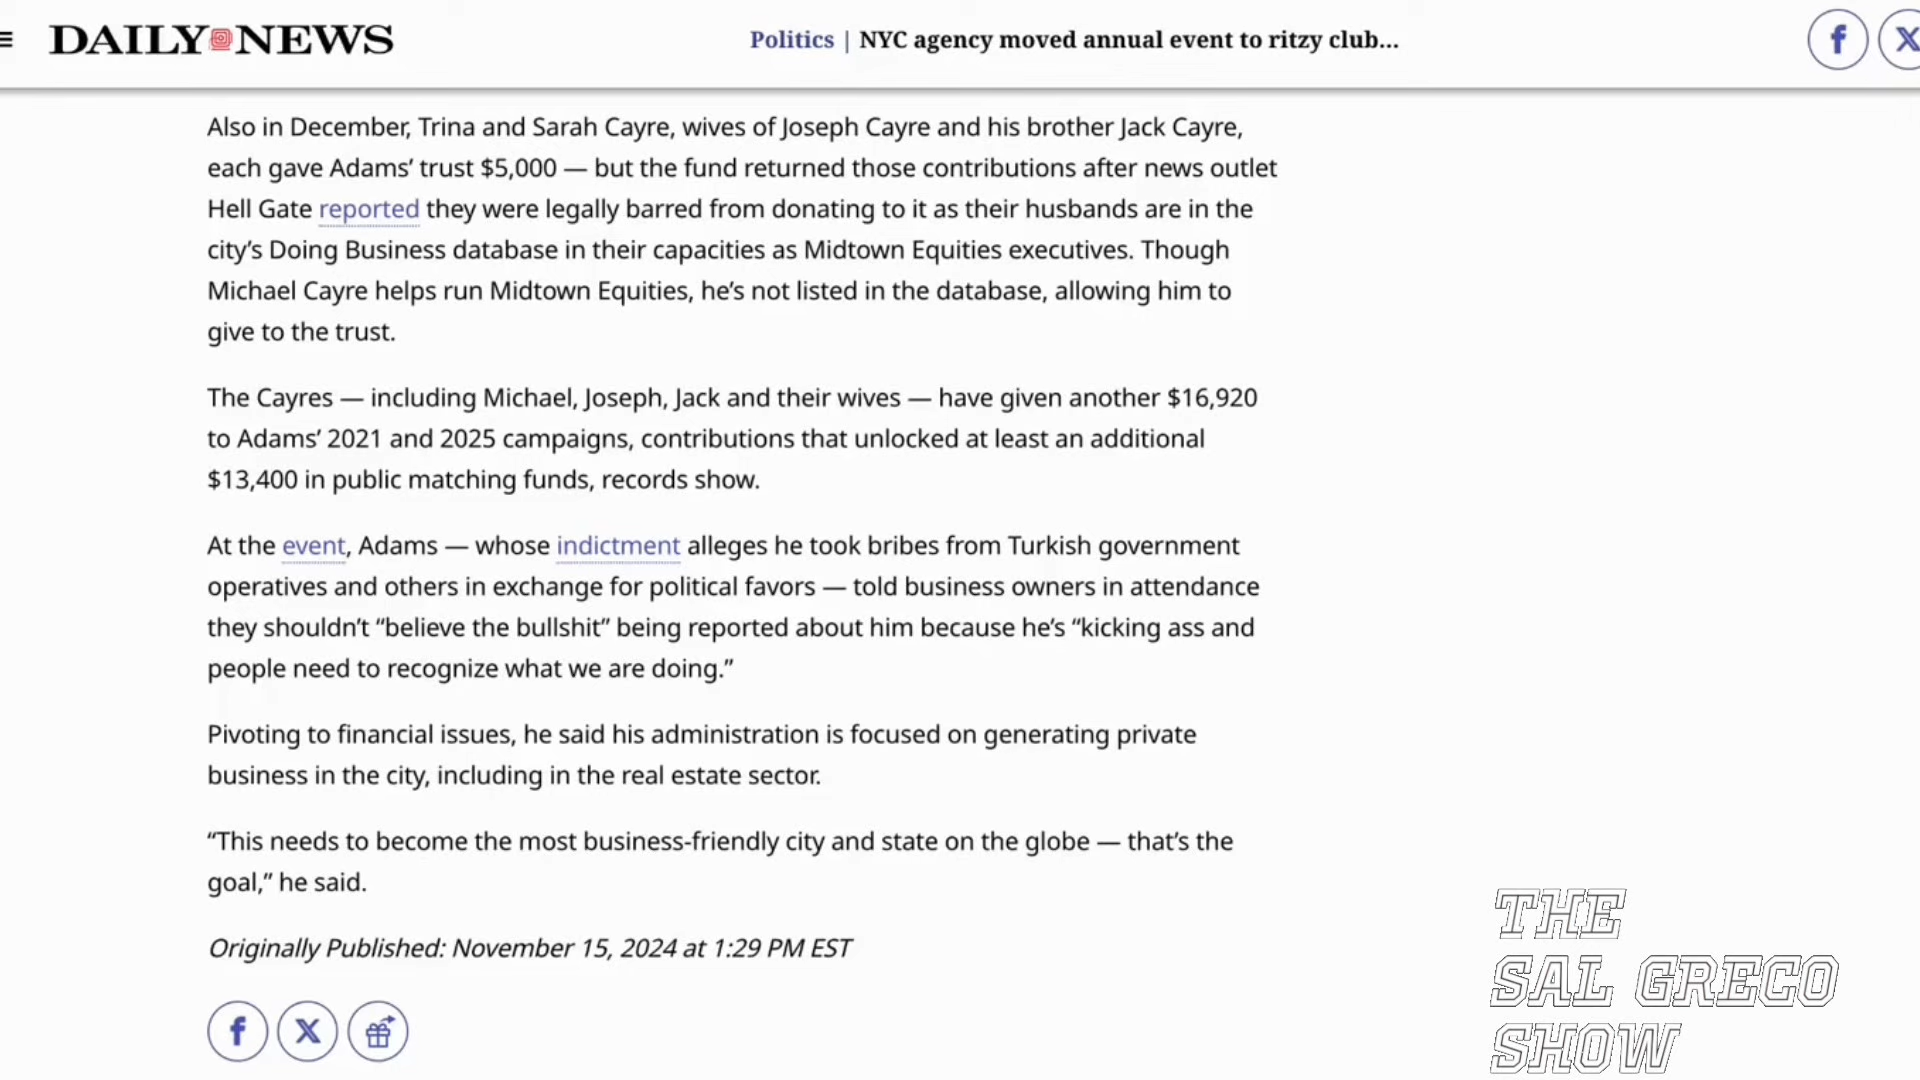 DAILY NEWS
Politics | NYC agency moved annual event to ritzy club...
Also in December, Trina and Sarah Cayre, wives of Joseph Cayre and his brother Jack Cayre,
each gave Adams’ trust $5,000 — but the fund returned those contributions after news outlet
Hell Gate reported they were legally barred from donating to it as their husbands are in the
city’s Doing Business database in their capacities as Midtown Equities executives. Though
Michael Cayre helps run Midtown Equities, he’s not listed in the database, allowing him to
give to the trust.
The Cayres — including Michael, Joseph, Jack and their wives — have given another $16,920
to Adams’ 2021 and 2025 campaigns, contributions that unlocked at least an additional
$13,400 in public matching funds, records show.
At the event, Adams — whose indictment alleges he took bribes from Turkish government
operatives and others in exchange for political favors — told business owners in attendance
they shouldn’t “believe the bullshit” being reported about him because he’s “kicking ass and
people need to recognize what we are doing.”
Pivoting to financial issues, he said his administration is focused on generating private
business in the city, including in the real estate sector.
“This needs to become the most business-friendly city and state on the globe — that’s the
goal,” he said.
Originally Published: November 15, 2024 at 1:29 PM EST
THE
SAL GRECO
SHOW